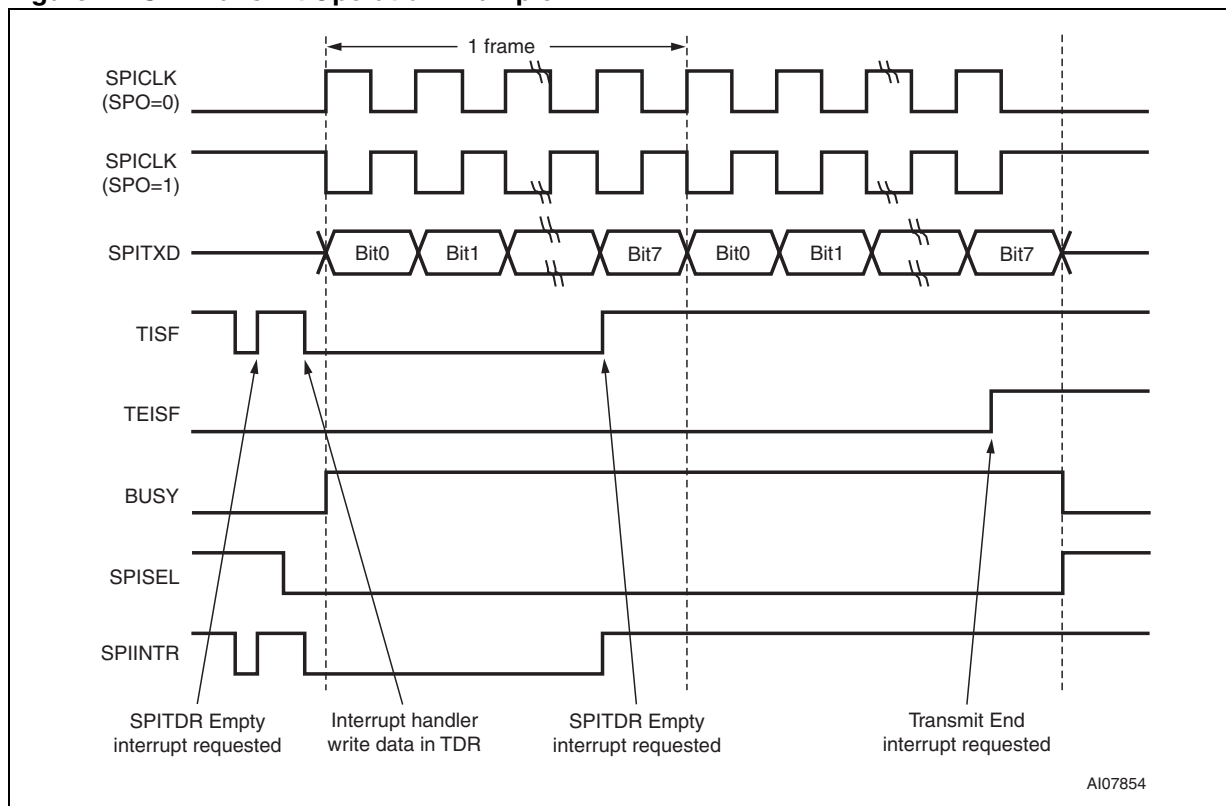 1 frame
SPICLK
(SPO=0)
SPICLK
(SPO=1)
SPITXD
Bit0 Bit1 Bit7 Bit0 Bit1 Bit7
TISF
TEISF
BUSY
SPISEL
SPIINTR
SPITDR Empty
interrupt requested
Interrupt handler
write data in TDR
SPITDR Empty
interrupt requested
Transmit End
interrupt requested
AI07854